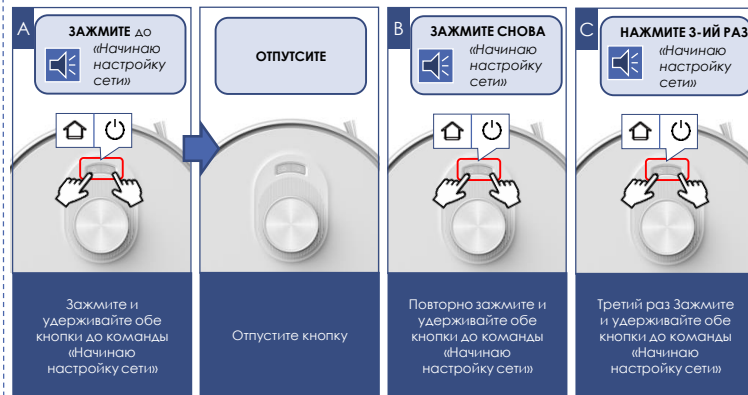 A
ЗАЖМИТЕ до
«Начинаю
настройку
сети»
Зажмите и
удерживайте обе
кнопки до команды
«Начинаю
настройку сети»
ОТПУТСИТЕ
Отпустите кнопку
B
ЗАЖМИТЕ СНОВА
«Начинаю
настройку
сети»
Повторно зажмите и
удерживайте обе
кнопки до команды
«Начинаю
настройку сети»
C
НАЖМИТЕ 3-ИЙ РАЗ
«Начинаю
настройку
сети»
Третий раз Зажмите
и удерживайте обе
кнопки до команды
«Начинаю
настройку сети»